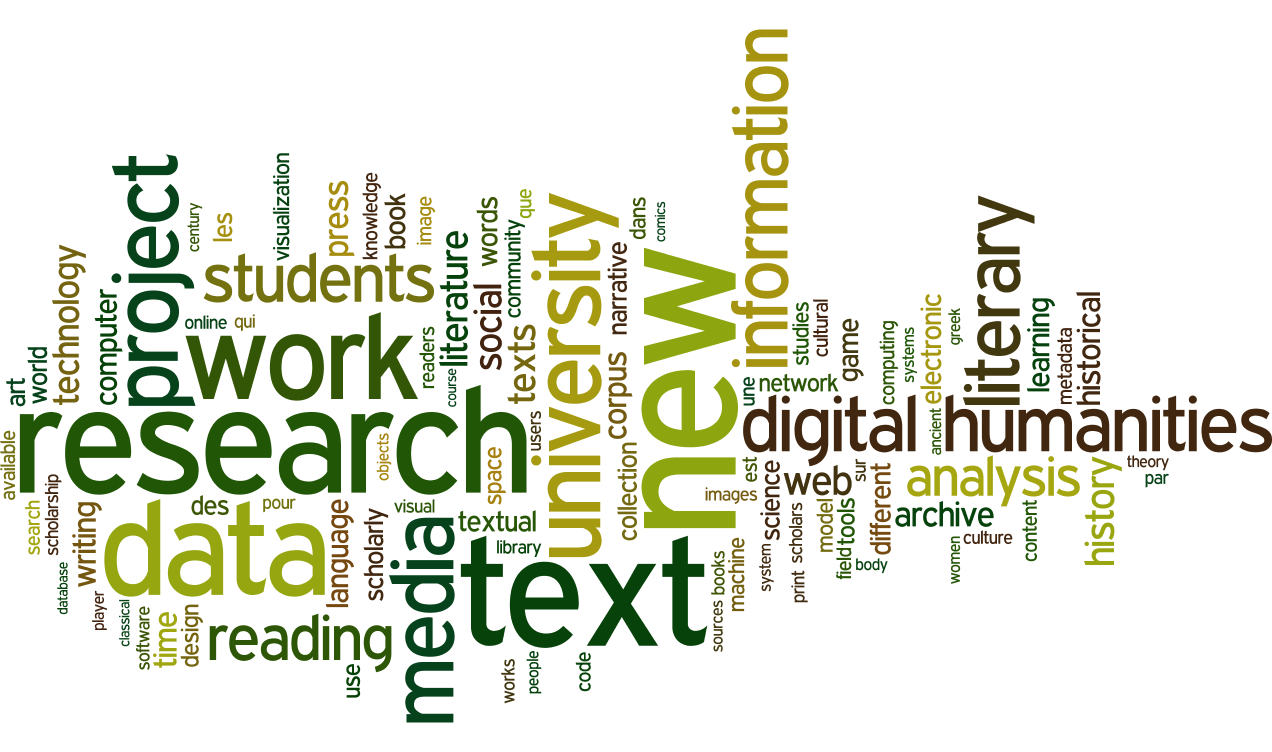 information
project
century
les
visualization
press
knowledge
book
image
words
que
community
university
dans
comics
literary
technology
students
literature
social
narrative
new
online
qui
work
computer
readers
course
texts
corpus
studies
cultural
game
computing
systems
electronic
greek
learning
metadata
historical
art
world
une
network
research
users
digital humanities
ancient
available
objects
space
collection
est
images
science
web
sur
different
analysis
history
theory
par
search
scholarship
writing
des
pour
language
scholarly
visual
textual
library
media
data
text
scholars
model
tools
archive
culture
content
women
field
body
system
print
machine
books
sources
database
player
classical
software
time
design
reading
use
works
people
code